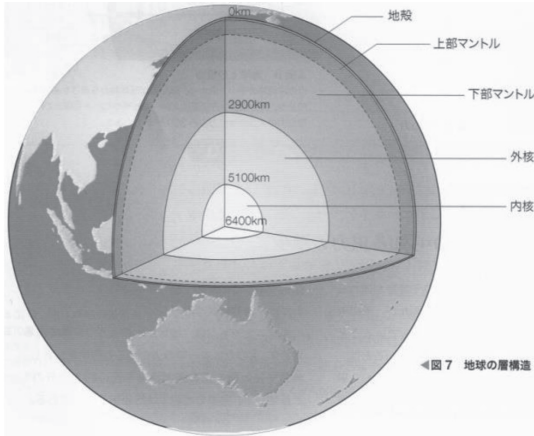 0km
地殻
上部マントル
下部マントル
2900km
外核
5100km
内核
6400km
◀図7 地球の層構造